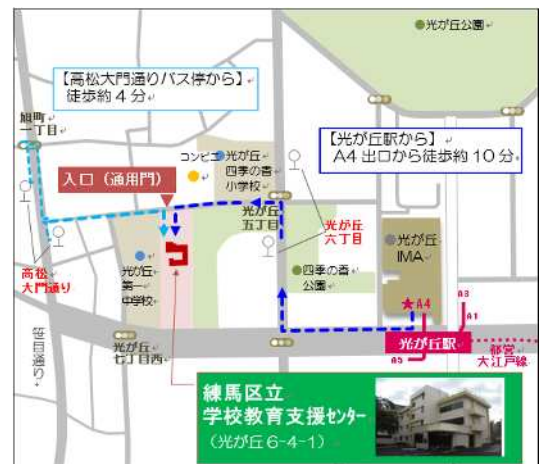 光が丘公園
【高松大門通りバス停から】
徒歩約4分
旭町
一丁目
【光が丘駅から】
A4出口から徒歩約10分
コンビニ
光が丘
四季の香
小学校
入口（通用門）
光が丘
五丁目
光が丘
六丁目
光が丘
IMA
高松
大門通り
光が丘
第一
中学校
四季の香
公園
A4
A3
A1
笹目通り
光が丘
七丁目西
光が丘駅
A5
都営
大江戸線
練馬区立
学校教育支援センター
（光が丘6-4-1）